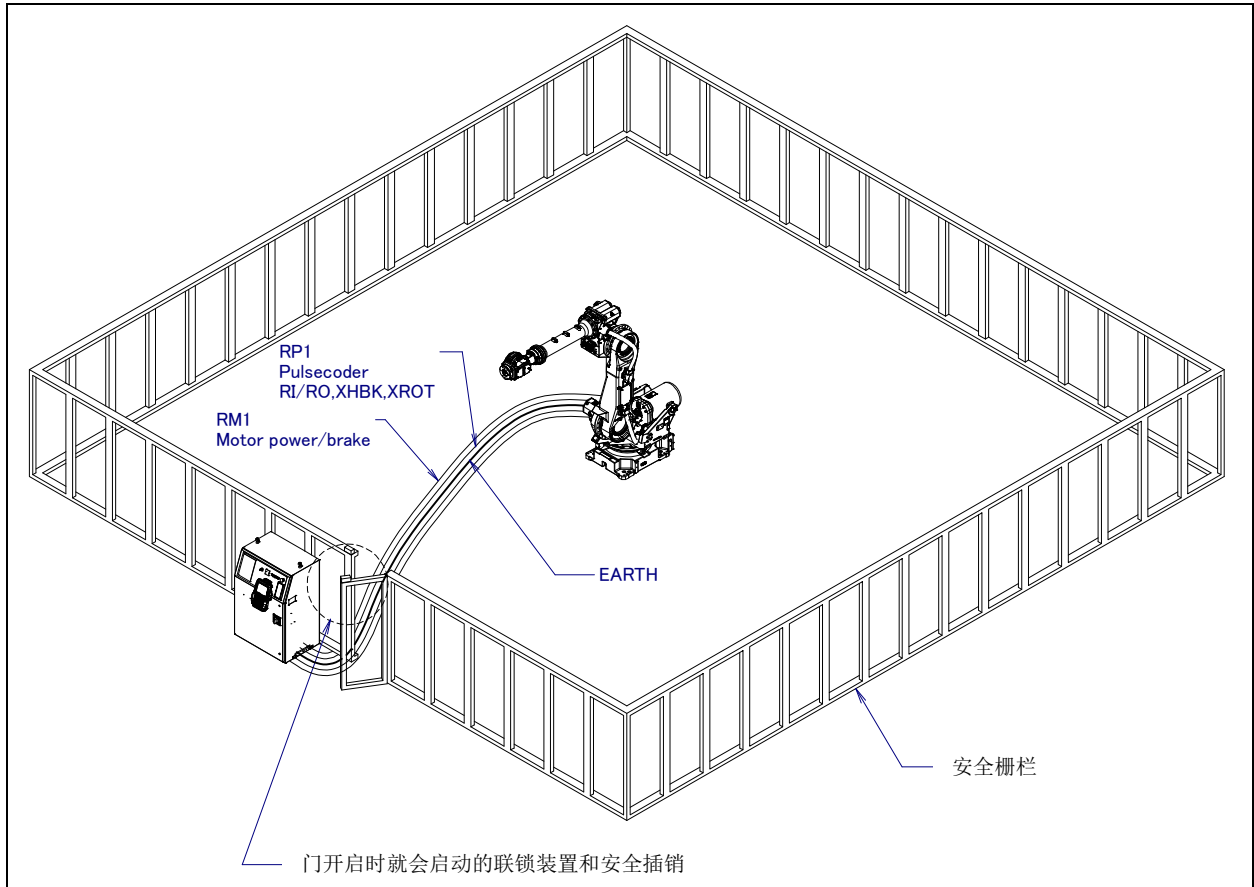 RP1
Pulsecoder
RI/RO,XHBK,XROT
RM1
Motor power/brake
EARTH
安全栅栏
门开启时就会启动的联锁装置和安全插销